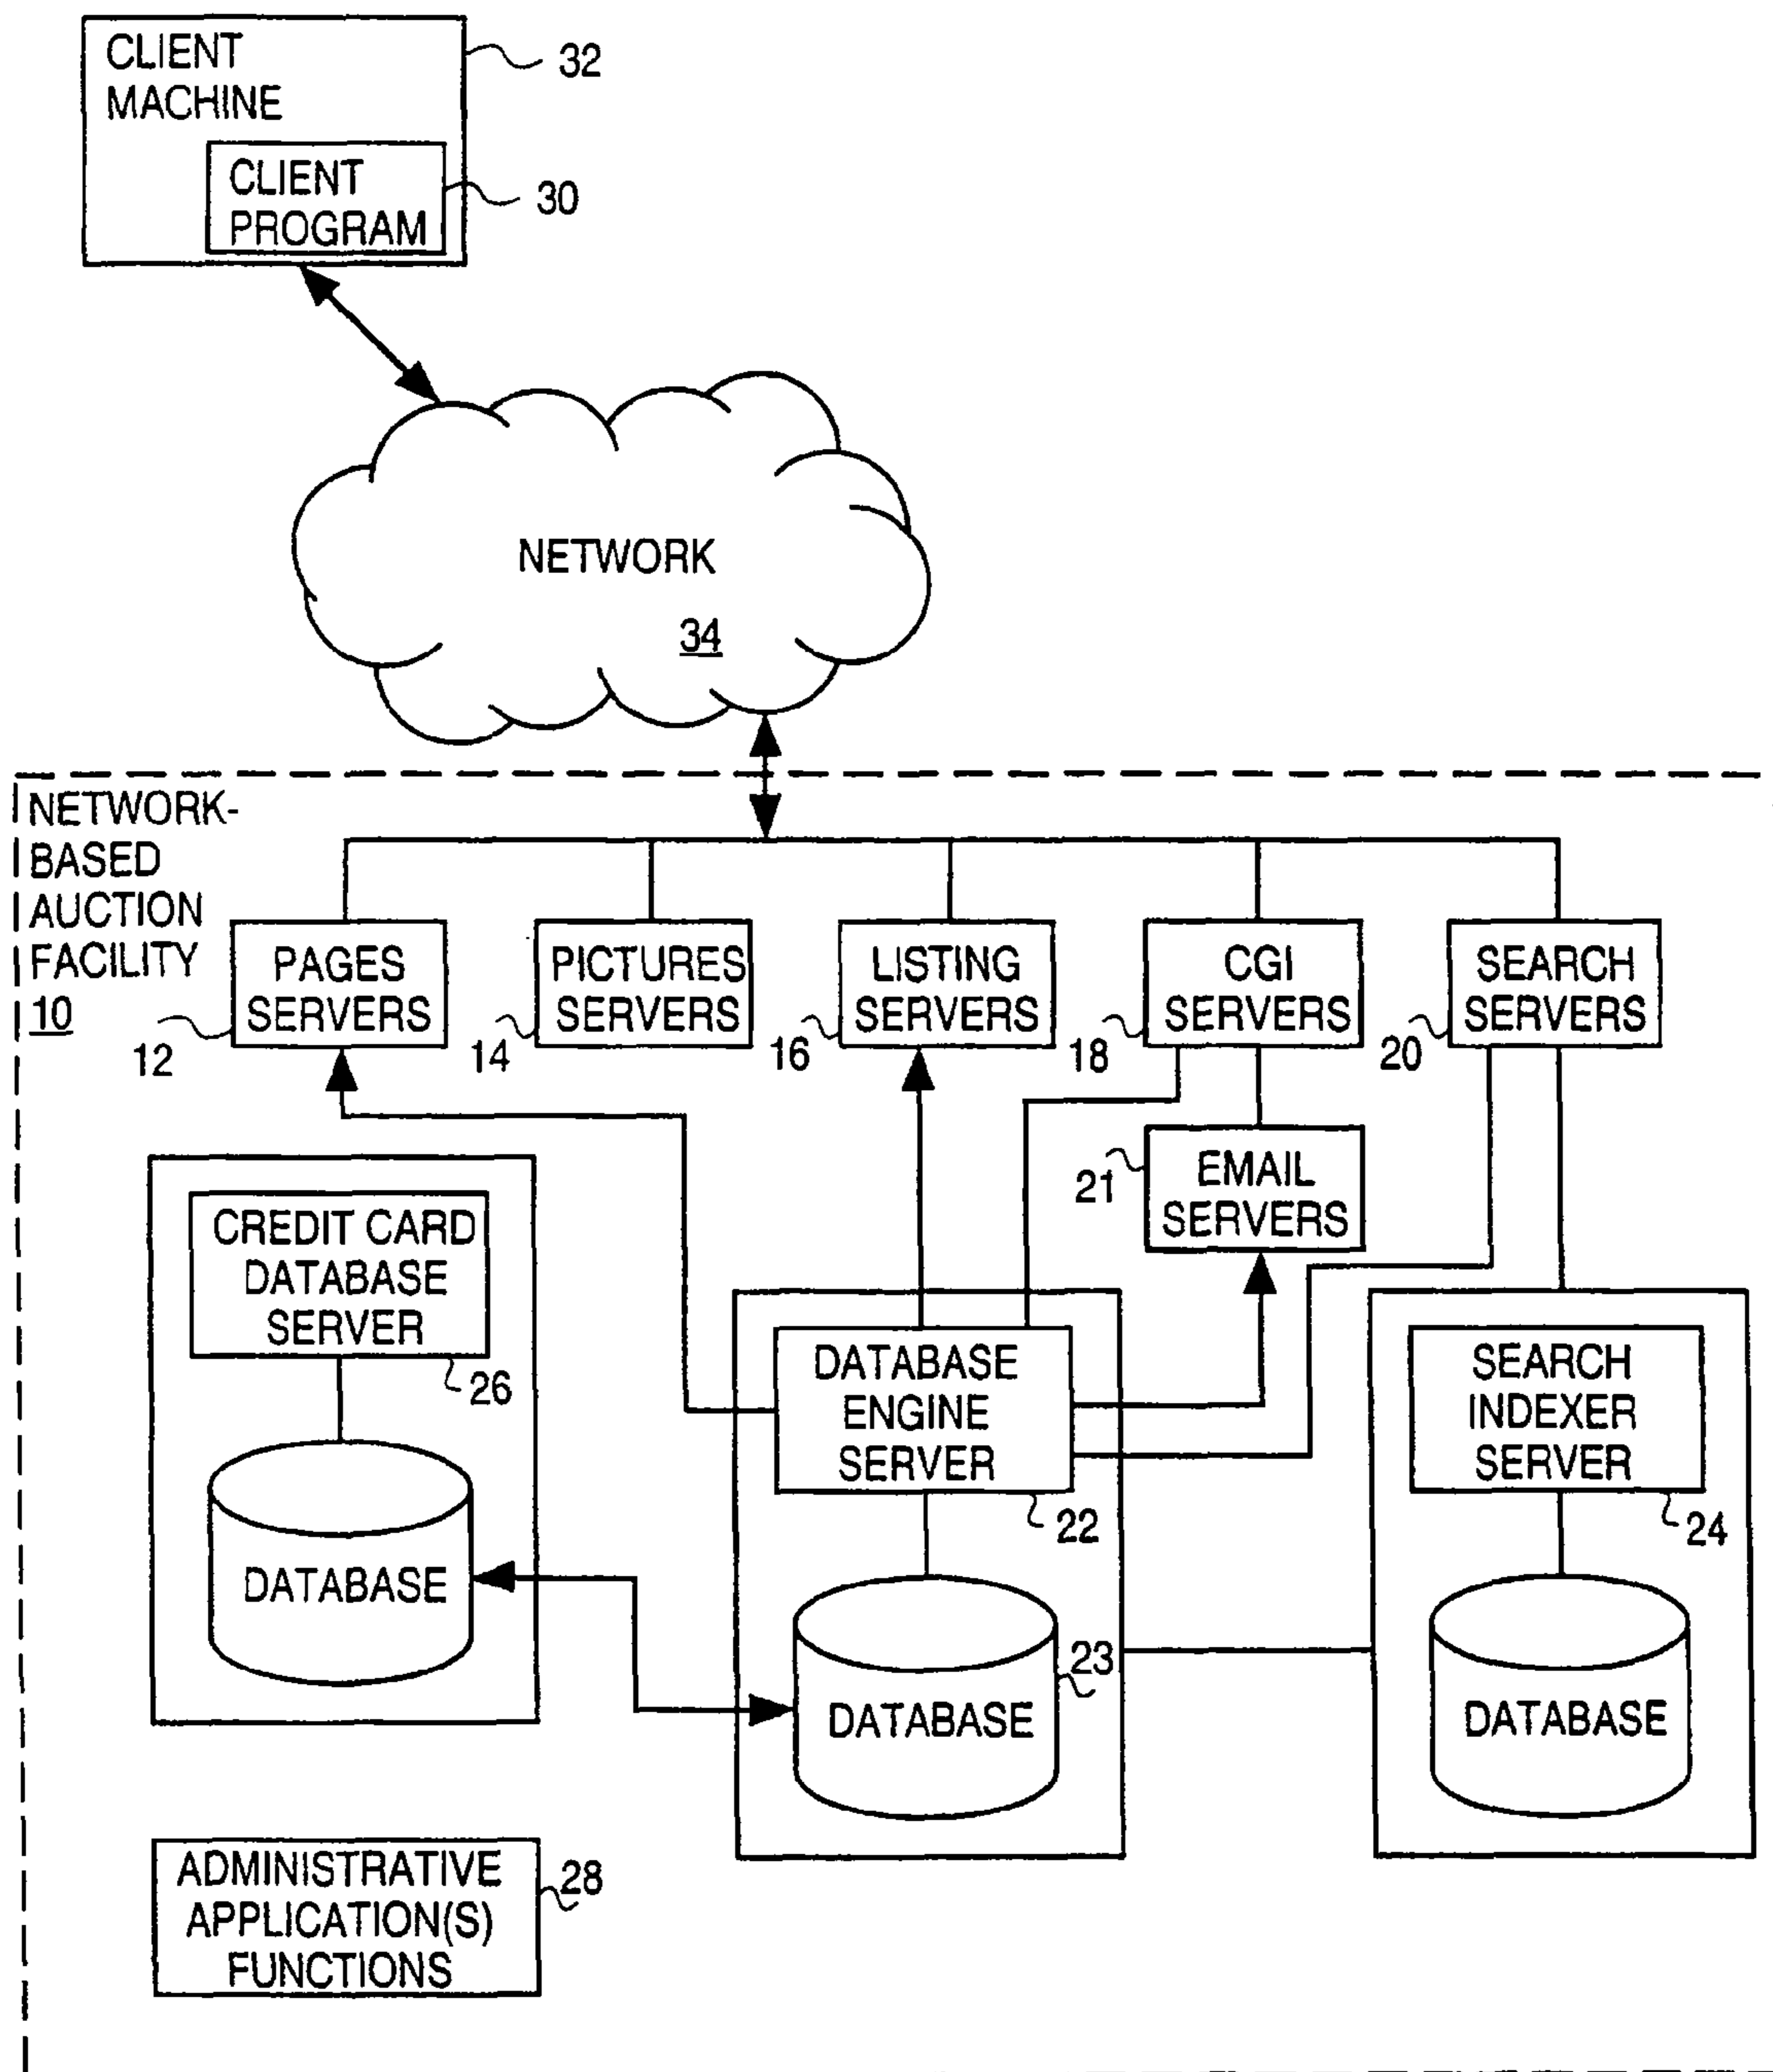 CLIENT
MACHINE
32
CLIENT
PROGRAM
30
NETWORK
34
NETWORK-
BASED
AUCTION
FACILITY
10
PAGES
SERVERS
12
PICTURES
SERVERS
14
LISTING
SERVERS
16
CGI
SERVERS
18
SEARCH
SERVERS
20
EMAIL
SERVERS
21
CREDIT CARD
DATABASE
SERVER
26
DATABASE
DATABASE
ENGINE
SERVER
22
DATABASE
23
SEARCH
INDEXER
SERVER
24
DATABASE
ADMINISTRATIVE
APPLICATION(S)
FUNCTIONS
28